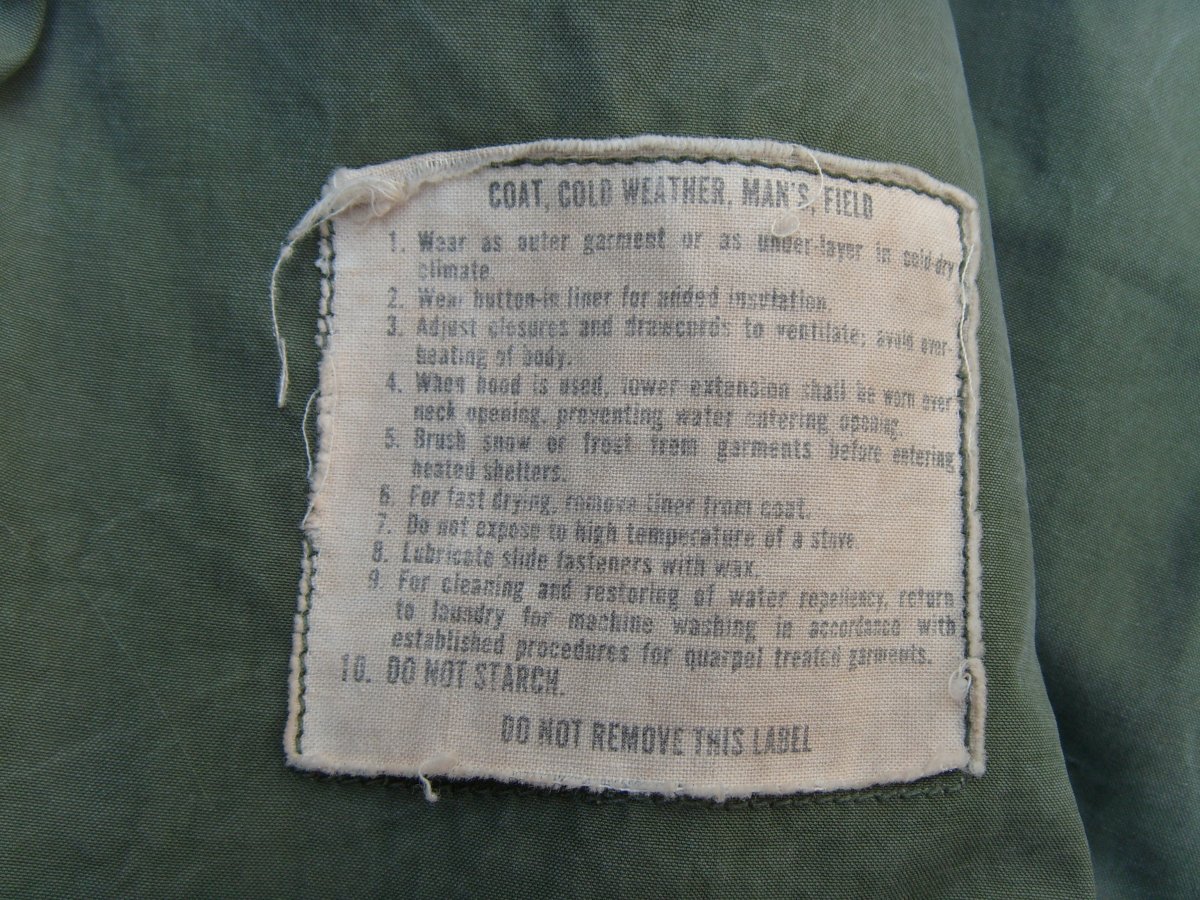 COAT, COLD WEATHER, MAN'S, FIELD
1. Wear as outer garment or as under-layer in cold-dry
climate.
2. Wear button-in liner for added insulation.
3. Adjust closures and drawcords to ventilate; avoid over-
heating of body.
4. When hood is used, lower extension shall be worn over
neck opening, preventing water entering opening.
5. Brush snow or frost from garments before entering
heated shelters.
6. For fast drying, remove liner from coat.
7. Do not expose to high temperature of a stove.
8. Lubricate slide fasteners with wax.
9. For cleaning and restoring of water repellency, return
to laundry for machine washing in accordance with
established procedures for quarpel treated garments.
10. DO NOT STARCH.
DO NOT REMOVE THIS LABEL